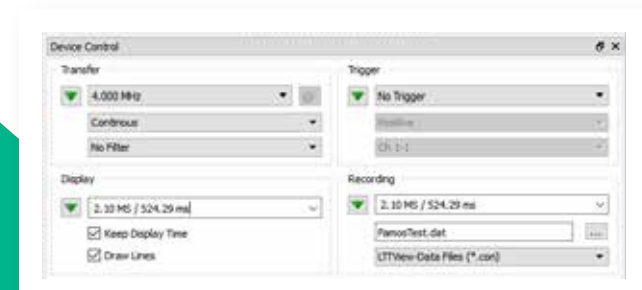 Device Control
Transfer
4.000 MHz
Continous
No Filter
Trigger
No Trigger
Positive
Ch 1-1
Display
2.10 MS / 524.29 ms
Keep Display Time
Draw Lines
Recording
2.10 MS / 524.29 ms
FamosTest.dat
...
LTTView-Data Files (*.con)